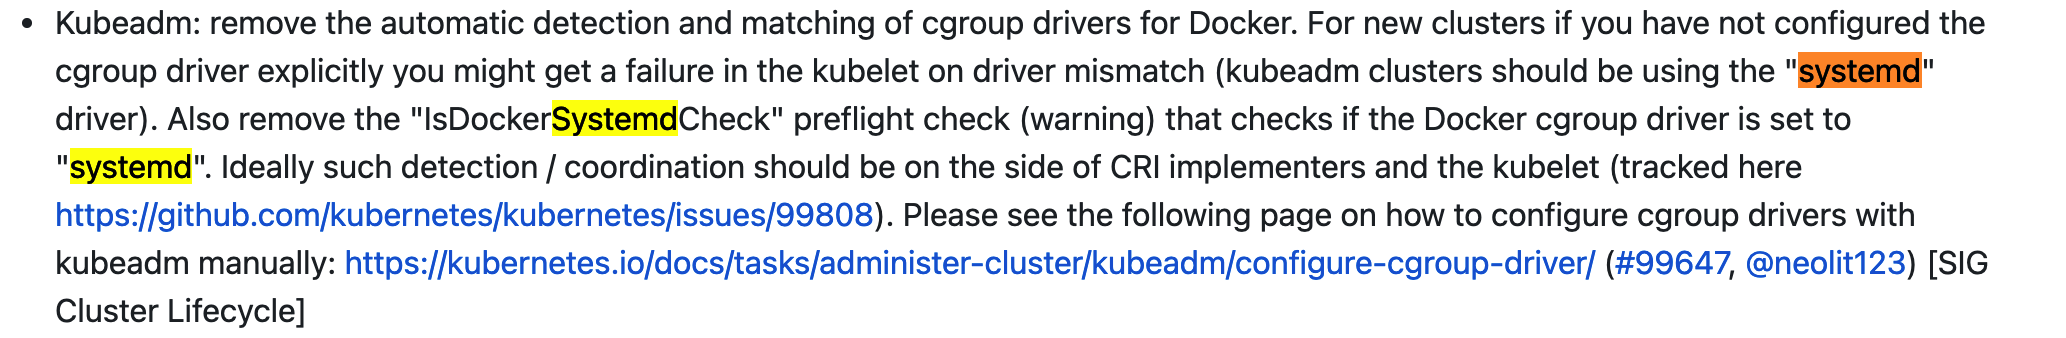 • Kubeadm: remove the automatic detection and matching of cgroup drivers for Docker. For new clusters if you have not configured the
cgroup driver explicitly you might get a failure in the kubelet on driver mismatch (kubeadm clusters should be using the "systemd"
driver). Also remove the "IsDockerSystemdCheck" preflight check (warning) that checks if the Docker cgroup driver is set to
"systemd". Ideally such detection / coordination should be on the side of CRI implementers and the kubelet (tracked here
https://github.com/kubernetes/kubernetes/issues/99808). Please see the following page on how to configure cgroup drivers with
kubeadm manually: https://kubernetes.io/docs/tasks/administer-cluster/kubeadm/configure-cgroup-driver/ (#99647, @neolit123) [SIG
Cluster Lifecycle]